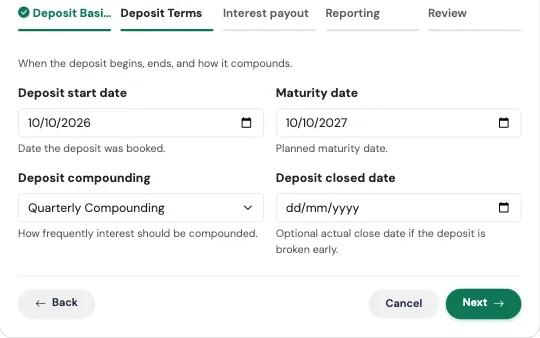 Deposit Basi... Deposit Terms Interest payout Reporting Review
When the deposit begins, ends, and how it compounds.
Deposit start date Maturity date
10/10/2026 10/10/2027
Date the deposit was booked. Planned maturity date.
Deposit compounding Deposit closed date
Quarterly Compounding dd/mm/yyyy
How frequently interest should be compounded. Optional actual close date if the deposit is
broken early.
← Back Cancel Next →